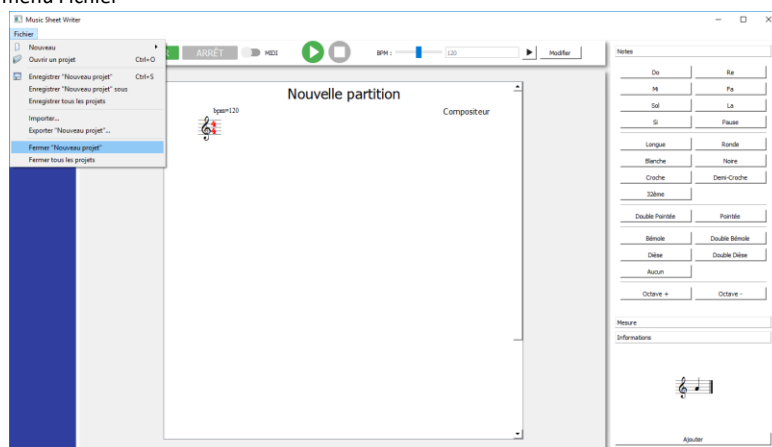 menu Fichier
Music Sheet Writer
Fichier
Nouveau
Ouvrir un projet Ctrl+O
Enregistrer "Nouveau projet" Ctrl+S
Enregistrer "Nouveau projet" sous
Enregistrer tous les projets
Importer...
Exporter "Nouveau projet"...
Fermer "Nouveau projet"
Fermer tous les projets
ARRÊT MIDI BPM : 120 Modifier
Nouvelle partition
bpm=120
Compositeur
Notes
Do Re
Mi Fa
Sol La
Si Pause
Longue Ronde
Blanche Noire
Croche Demi-Croche
32ème
Double Pointée Pointée
Bémole Double Bémole
Dièse Double Dièse
Aucun
Octave + Octave -
Mesure
Informations
Ajouter